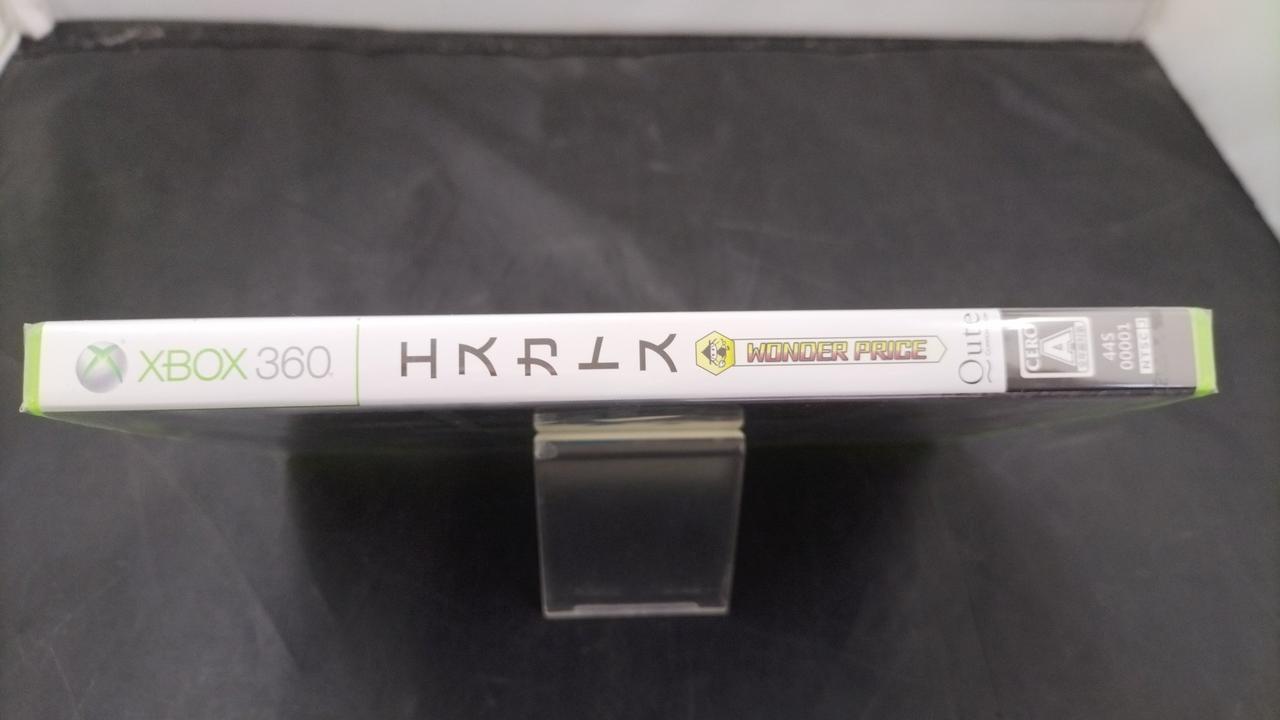 XBOX 360
エスカトス
WONDER PRICE
Qute
CERO
A
44S
00001
NTSC-J